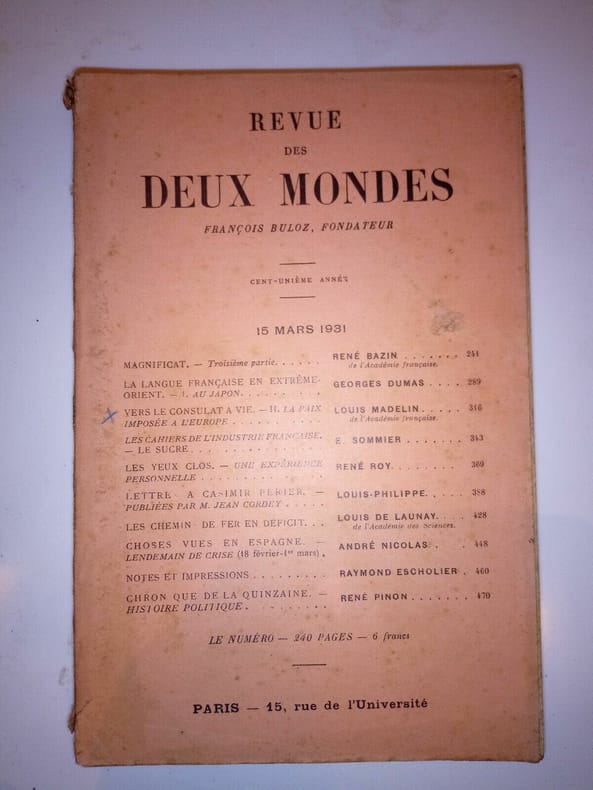 REVUE
DES
DEUX MONDES
FRANÇOIS BULOZ, FONDATEUR
CENT-UNIÈME ANNÉE
15 MARS 1931
MAGNIFICAT. — Troisième partie. . . . . . RENÉ BAZIN . . . . . . . 241
de l'Académie française.
LA LANGUE FRANÇAISE EN EXTRÊME-
ORIENT. — I. AU JAPON. . . . . . . . . . GEORGES DUMAS . . . . 289
VERS LE CONSULAT A VIE. — II. LA PAIX
IMPOSÉE A L'EUROPE . . . . . . . . . . . LOUIS MADELIN. . . . . 316
de l'Académie française.
LES CAHIERS DE L'INDUSTRIE FRANÇAISE.
— LE SUCRE . . . . . . . . . . . . . . . E. SOMMIER . . . . . . . 343
LES YEUX CLOS. — UNE EXPÉRIENCE
PERSONNELLE . . . . . . . . . . . . . . RENÉ ROY. . . . . . . . 369
LETTRE A CASIMIR PERIER. —
PUBLIÉES PAR M. JEAN CORDEY . . . . . LOUIS-PHILIPPE. . . . . 388
LES CHEMIN DE FER EN DÉFICIT. . . LOUIS DE LAUNAY. . . . 428
de l'Académie des Sciences.
CHOSES VUES EN ESPAGNE. —
LENDEMAIN DE CRISE (18 février-1er mars) . ANDRÉ NICOLAS . . . 448
NOTES ET IMPRESSIONS . . . . . . . . . RAYMOND ESCHOLIER . 460
CHRON QUE DE LA QUINZAINE. —
HISTOIRE POLITIQUE . . . . . . . . . . RENÉ PINON . . . . . . . 470
LE NUMÉRO — 240 PAGES — 6 francs
PARIS — 15, rue de l'Université